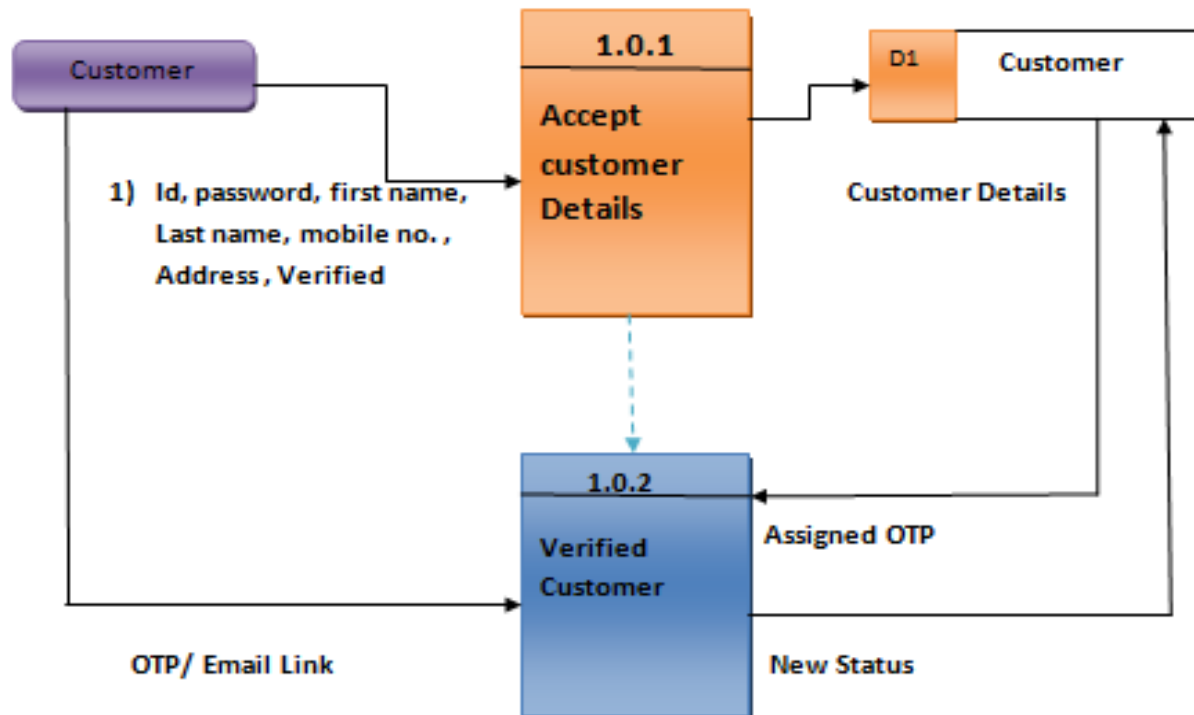 Customer
1.0.1
Accept
customer
Details
D1
Customer
1) Id, password, first name,
Last name, mobile no. ,
Address , Verified
Customer Details
1.0.2
Verified
Customer
Assigned OTP
OTP/ Email Link
New Status